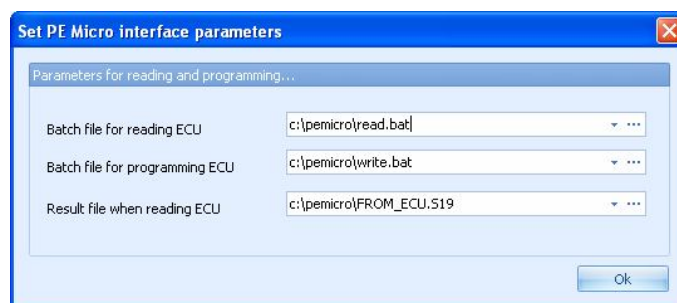 Set PE Micro interface parameters
Parameters for reading and programming...
Batch file for reading ECU
c:\pemicro\read.bat
Batch file for programming ECU
c:\pemicro\write.bat
Result file when reading ECU
c:\pemicro\FROM_ECU.S19
Ok